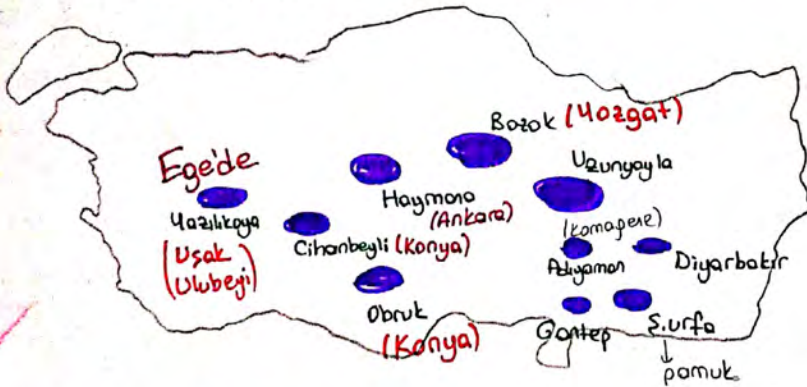 Bozok (Yozgat)
Ege'de
Uzunyayla
Yazılıkaya
Haymana
(Ankara)
(Uşak
Ulubeyi)
Cihanbeyli (Konya)
Adıyaman
Diyarbakır
Obruk
(Konya)
Gantep
Ş.urfa
pamuk